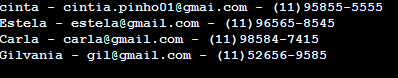 cinta - cintia.pinho01@gmai.com - (11)95855-5555
Estela - estela@gmail.com - (11)96565-8545
Carla - carla@gmail.com - (11)98584-7415
Gilvania - gil@gmail.com - (11)52656-9585